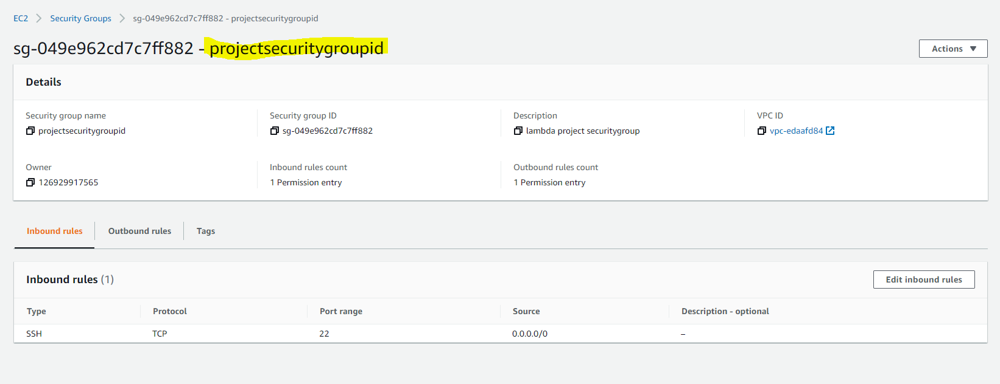 EC2 > Security Groups > sg-049e962cd7c7ff882 - projectsecuritygroupid
sg-049e962cd7c7ff882 - projectsecuritygroupid
Actions ▼
Details
Security group name Security group ID Description VPC ID
projectsecuritygroupid sg-049e962cd7c7ff882 lambda project securitygroup vpc-edaafd84
Owner Inbound rules count Outbound rules count
126929917565 1 Permission entry 1 Permission entry
Inbound rules Outbound rules Tags
Inbound rules (1) Edit inbound rules
Type Protocol Port range Source Description - optional
SSH TCP 22 0.0.0.0/0 –